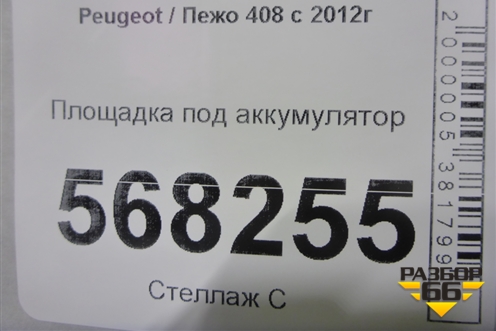 Peugeot / Пежо 408 с 2012г
Площадка под аккумулятор
568255
Стеллаж С
2000005381799
РАЗБОР
66